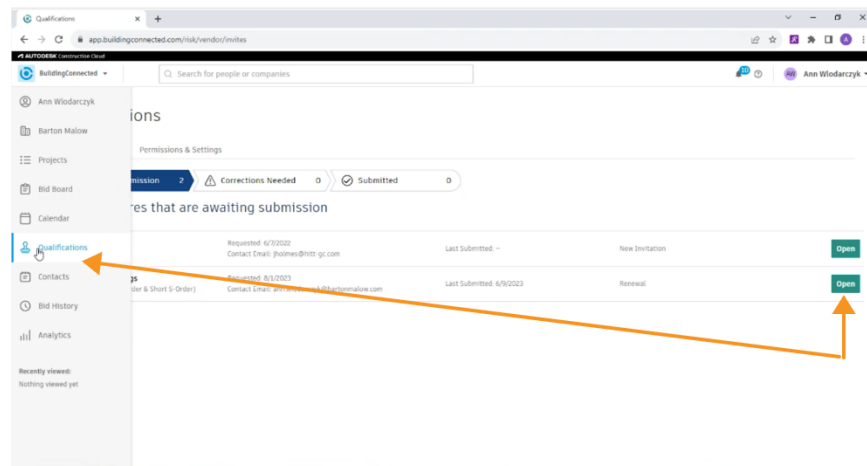 Qualifications
app.buildingconnected.com/risk/vendor/invites
AUTODESK Construction Cloud
BuildingConnected
Search for people or companies
10
AW Ann Wlodarczyk
Ann Wlodarczyk
Barton Malow
Projects
Bid Board
Calendar
Qualifications
Contacts
Bid History
Analytics
Recently viewed:
Nothing viewed yet
ions
Permissions & Settings
mission 2 Corrections Needed 0 Submitted 0
res that are awaiting submission
Requested: 6/7/2022 Last Submitted: -- New Invitation Open
Contact Email: jholmes@hitt-gc.com
gs Requested: 8/1/2023 Last Submitted: 6/9/2023 Renewal Open
der & Short S-Order) Contact Email: